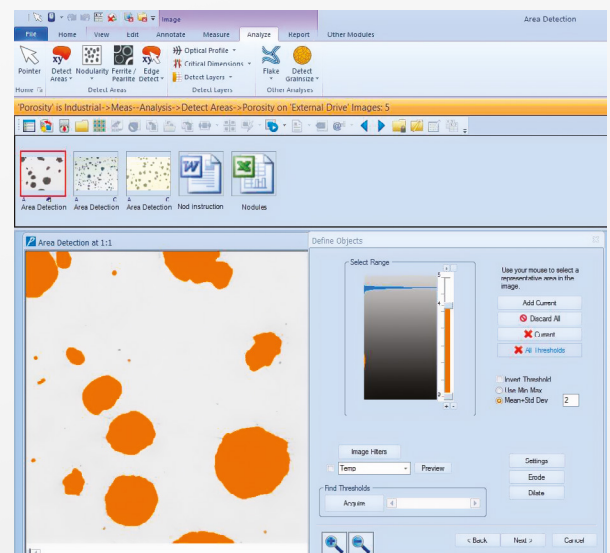 Image
Area Detection
File Home View Edit Annotate Measure Analyze Report Other Modules
Pointer
Detect Areas
Nodularity
Ferrite / Pearlite
Edge Detect
Optical Profile
Critical Dimensions
Detect Layers
Flake
Detect Grainsize
Home Detect Areas Detect Layers Other Analyses
'Porosity' is Industrial->Meas--Analysis->Detect Areas->Porosity on 'External Drive' Images: 5
Area Detection Area Detection Area Detection Nod instruction Nodules
Area Detection at 1:1
Define Objects
Select Range
Use your mouse to select a
representative area in the
image.
Add Current
Discard All
Current
All Thresholds
Invert Threshold
Use Min Max
Mean+Std Dev 2
Image Filters
Temp Preview
Find Thresholds
Acquire
Settings
Erode
Dilate
< Back Next > Cancel